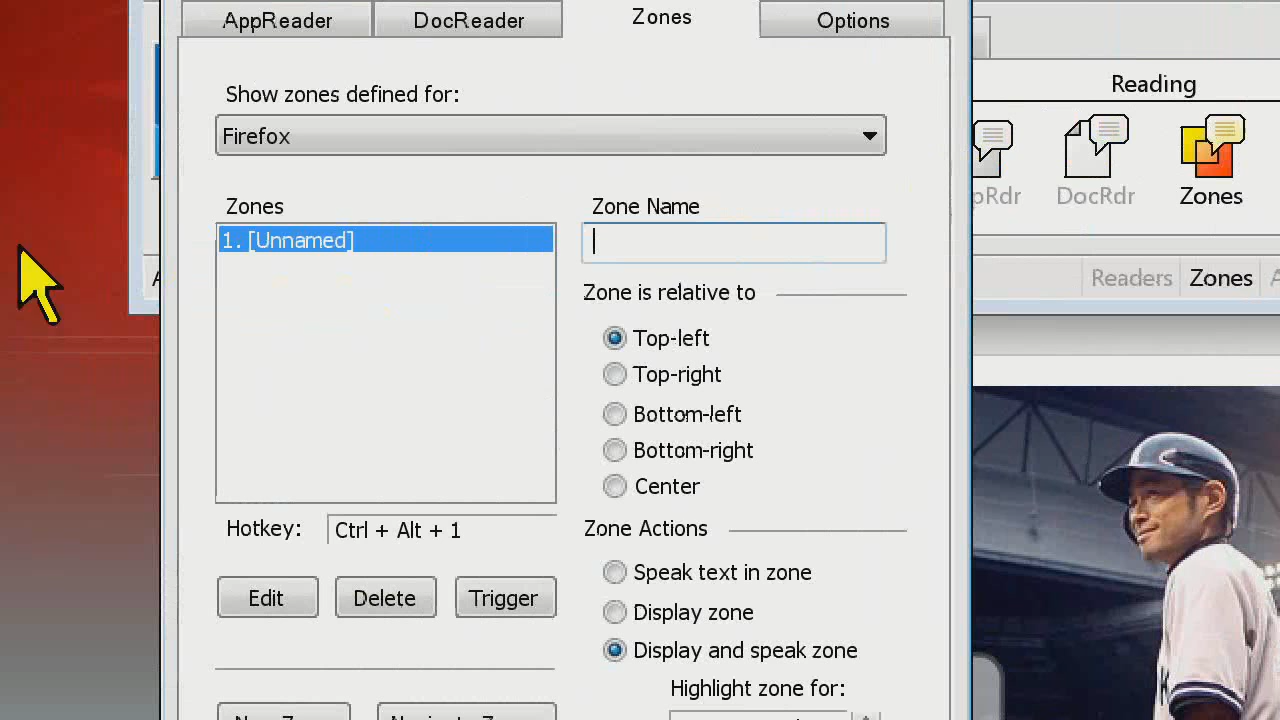 AppReader
DocReader
Zones
Options
Reading
Show zones defined for:
Firefox
DocRdr
Zones
Zones
Zone Name
1. [Unnamed]
Readers
Zones
Zone is relative to
Top-left
Top-right
Bottom-left
Bottom-right
Center
Hotkey:
Ctrl + Alt + 1
Zone Actions
Speak text in zone
Edit
Delete
Trigger
Display zone
Display and speak zone
Highlight zone for: